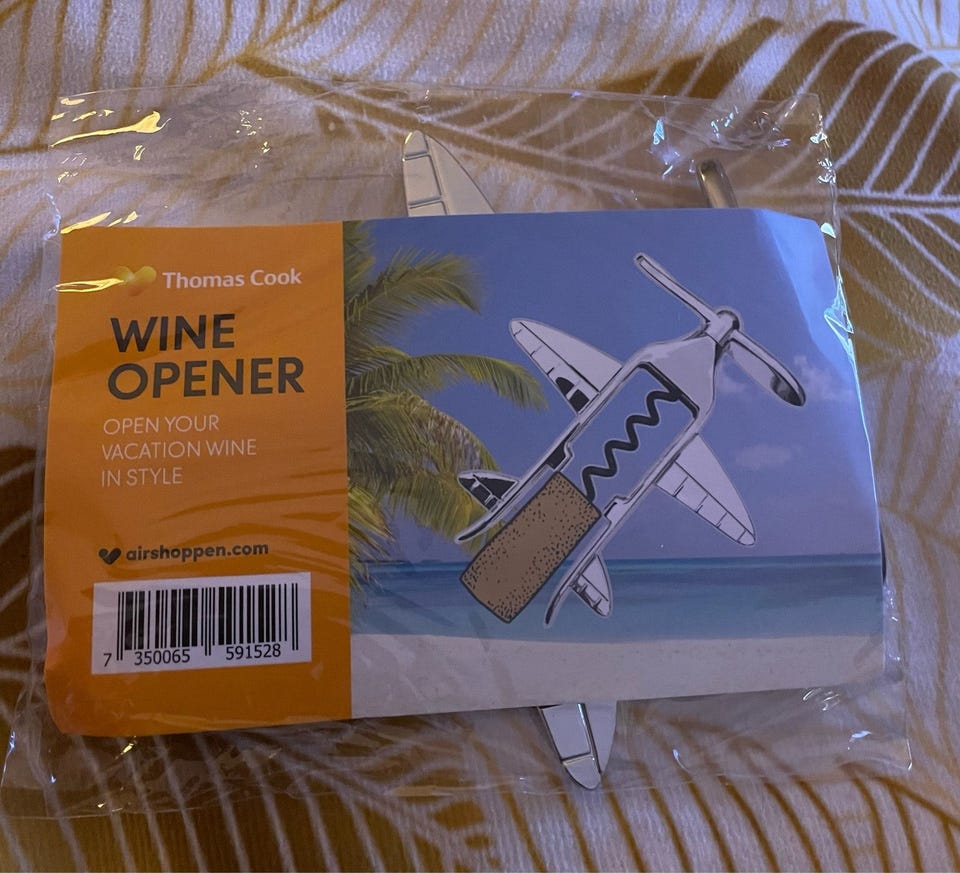 Thomas Cook
WINE
OPENER
OPEN YOUR
VACATION WINE
IN STYLE
airshoppen.com
7 350065 591528